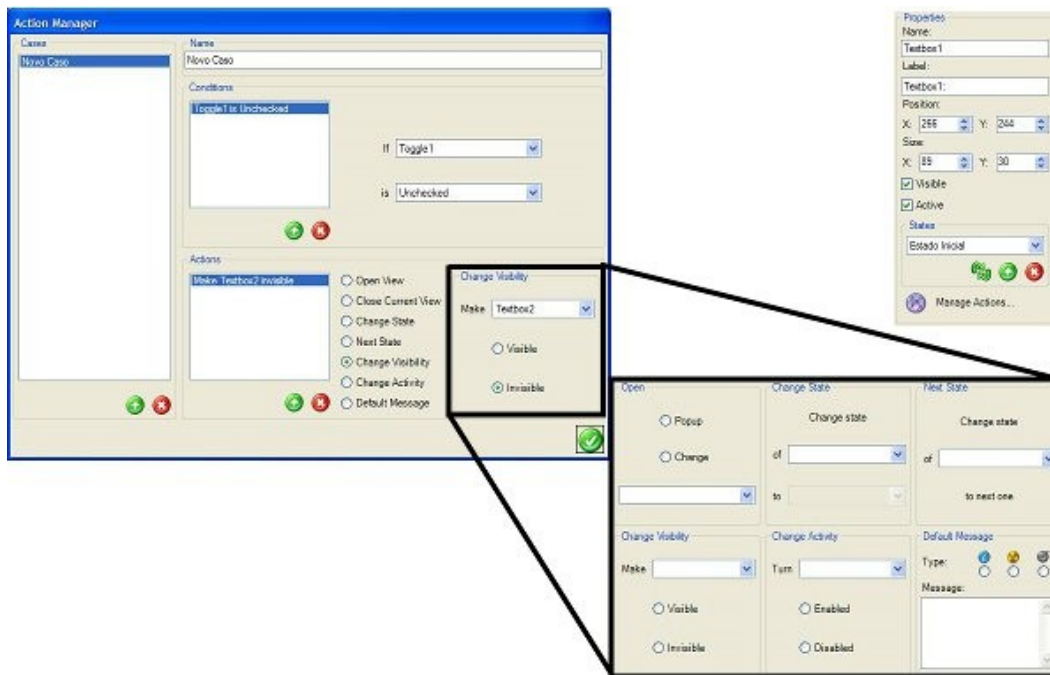 Action Manager
Cases
Novo Caso
Name
Novo Caso
Conditions
Toggle1 is Unchecked
If Toggle1
is Unchecked
Actions
Make Textbox2 invisible
Open View
Close Current View
Change State
Next State
Change Visibility
Change Activity
Default Message
Change Visibility
Make Textbox2
Visible
Invisible
Properties
Name:
Textbox1
Label:
Textbox1:
Position:
X: 266 Y: 244
Size:
X: 89 Y: 30
Visible
Active
States
Estado Inicial
Manage Actions...
Open
Popup
Change
Change State
Change state
of
to
Next State
Change state
of
to next one
Change Visibility
Make
Visible
Invisible
Change Activity
Turn
Enabled
Disabled
Default Message
Type:
Message: